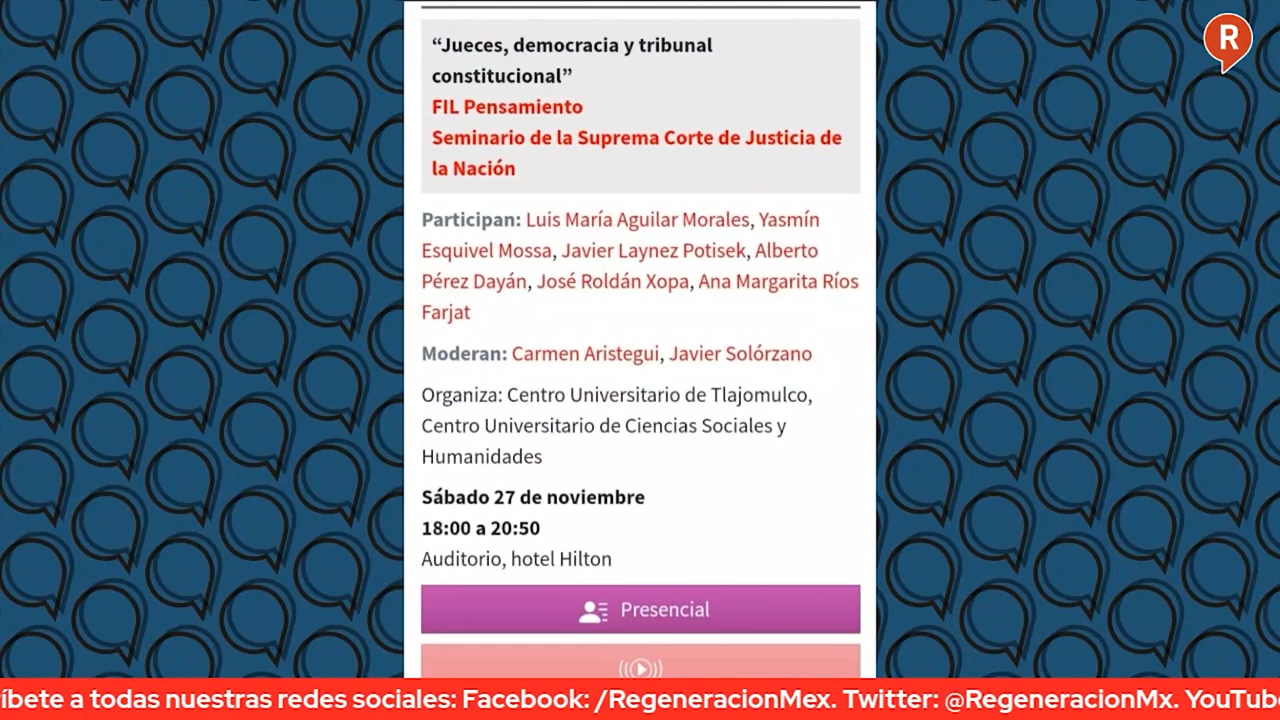 “Jueces, democracia y tribunal
constitucional”
FIL Pensamiento
Seminario de la Suprema Corte de Justicia de
la Nación
Participan: Luis María Aguilar Morales, Yasmín
Esquivel Mossa, Javier Laynez Potisek, Alberto
Pérez Dayán, José Roldán Xopa, Ana Margarita Ríos
Farjat
Moderan: Carmen Aristegui, Javier Solórzano
Organiza: Centro Universitario de Tlajomulco,
Centro Universitario de Ciencias Sociales y
Humanidades
Sábado 27 de noviembre
18:00 a 20:50
Auditorio, hotel Hilton
Presencial
R
íbete a todas nuestras redes sociales: Facebook: /RegeneracionMex. Twitter: @RegeneracionMx. YouTub